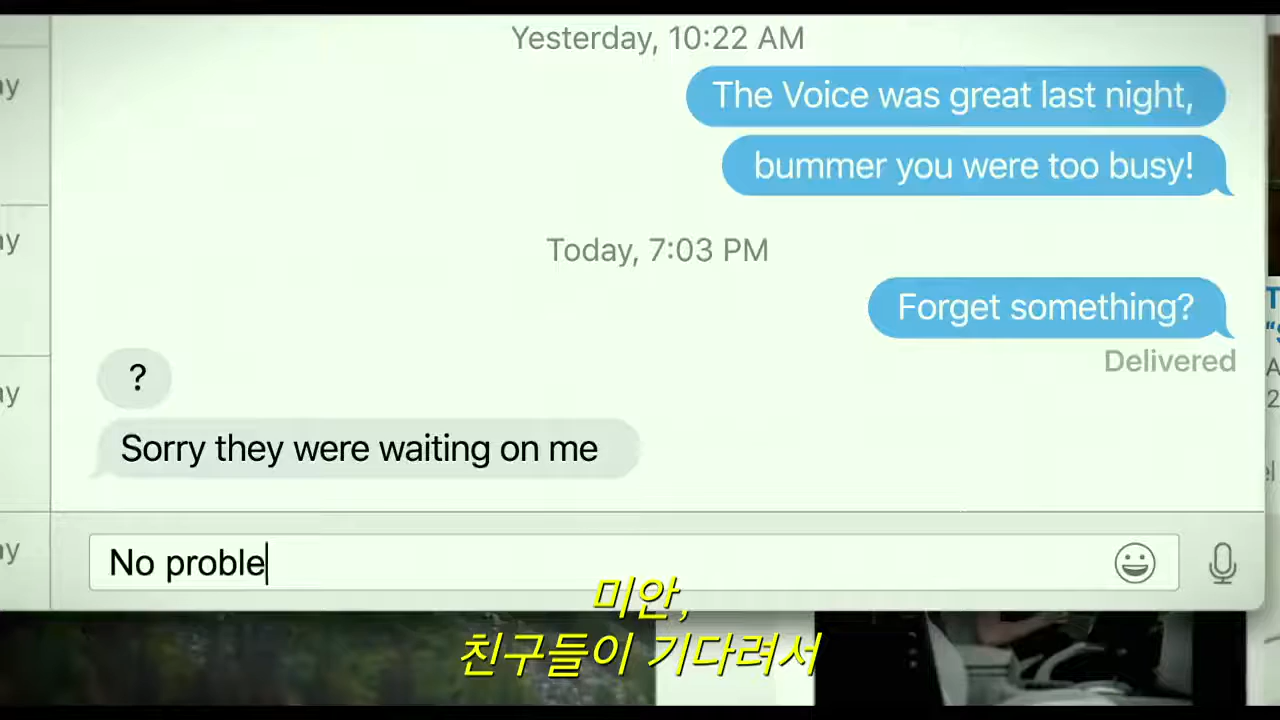 Yesterday, 10:22 AM
The Voice was great last night,
bummer you were too busy!
Today, 7:03 PM
Forget something?
Delivered
?
Sorry they were waiting on me
No proble
미안,
친구들이 기다려서